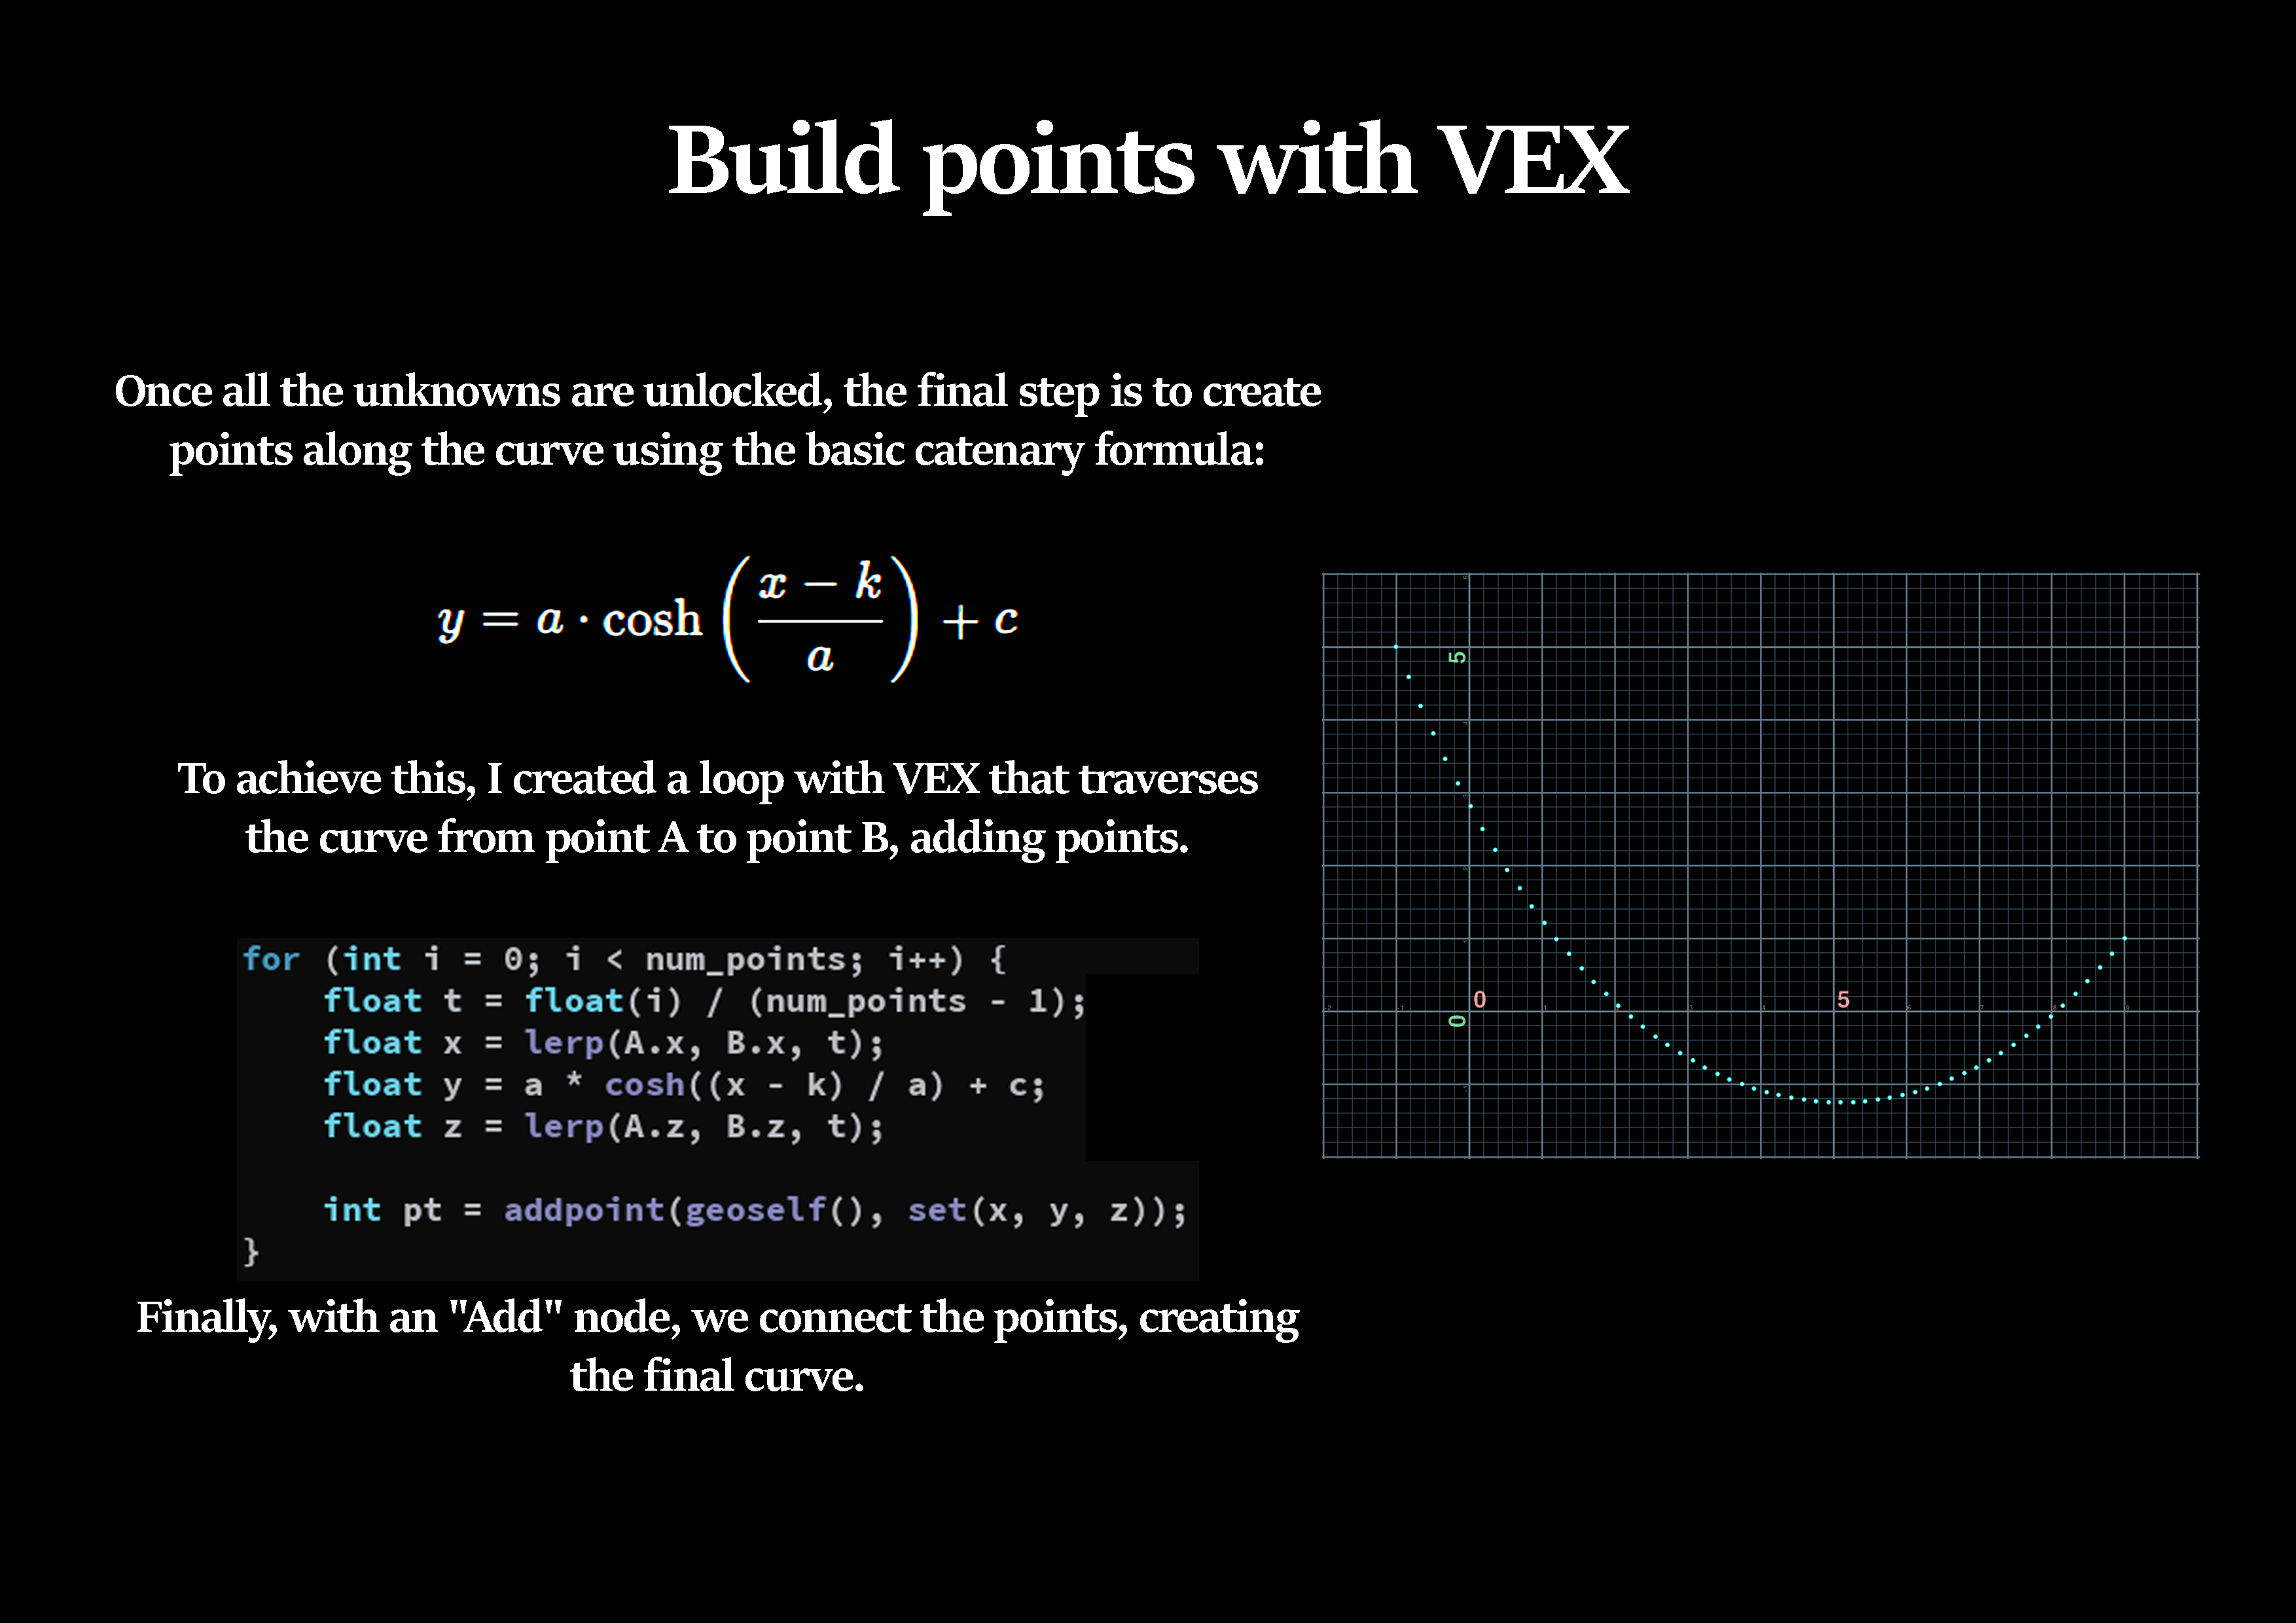 Build points with VEX
Once all the unknowns are unlocked, the final step is to create
points along the curve using the basic catenary formula:
y = a · cosh ( (x − k) / a ) + c
To achieve this, I created a loop with VEX that traverses
the curve from point A to point B, adding points.
for (int i = 0; i < num_points; i++) {
    float t = float(i) / (num_points - 1);
    float x = lerp(A.x, B.x, t);
    float y = a * cosh((x - k) / a) + c;
    float z = lerp(A.z, B.z, t);
    int pt = addpoint(geoself(), set(x, y, z));
}
Finally, with an "Add" node, we connect the points, creating
the final curve.
5
0
5
0